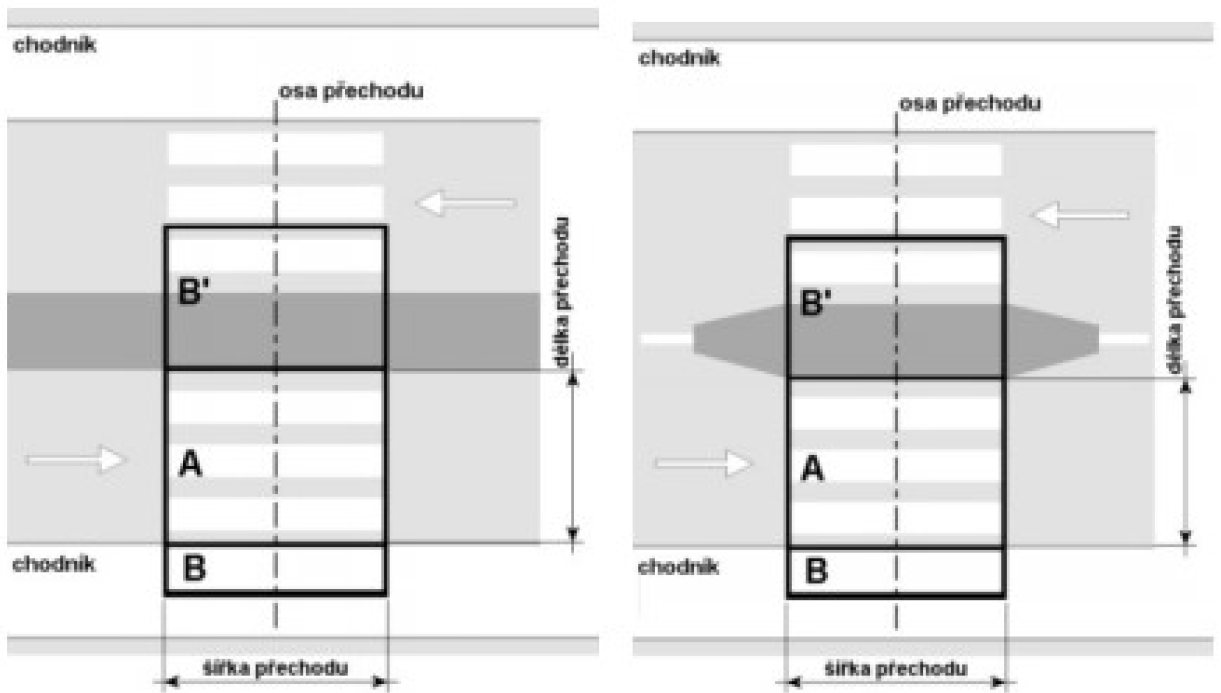 chodník
osa přechodu
B'
délka přechodu
A
chodník
B
šířka přechodu
chodník
osa přechodu
B'
délka přechodu
A
chodník
B
šířka přechodu